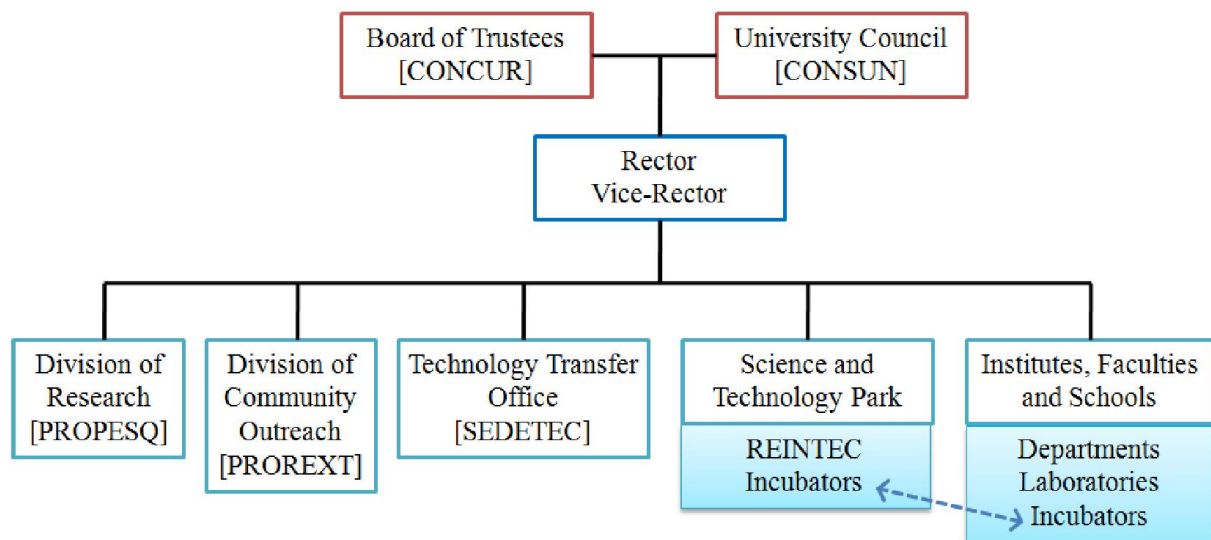 Board of Trustees
[CONCUR]
University Council
[CONSUN]
Rector
Vice-Rector
Division of
Research
[PROPESQ]
Division of
Community
Outreach
[PROREXT]
Technology Transfer
Office
[SEDETEC]
Science and
Technology Park
REINTEC
Incubators
Institutes, Faculties
and Schools
Departments
Laboratories
Incubators